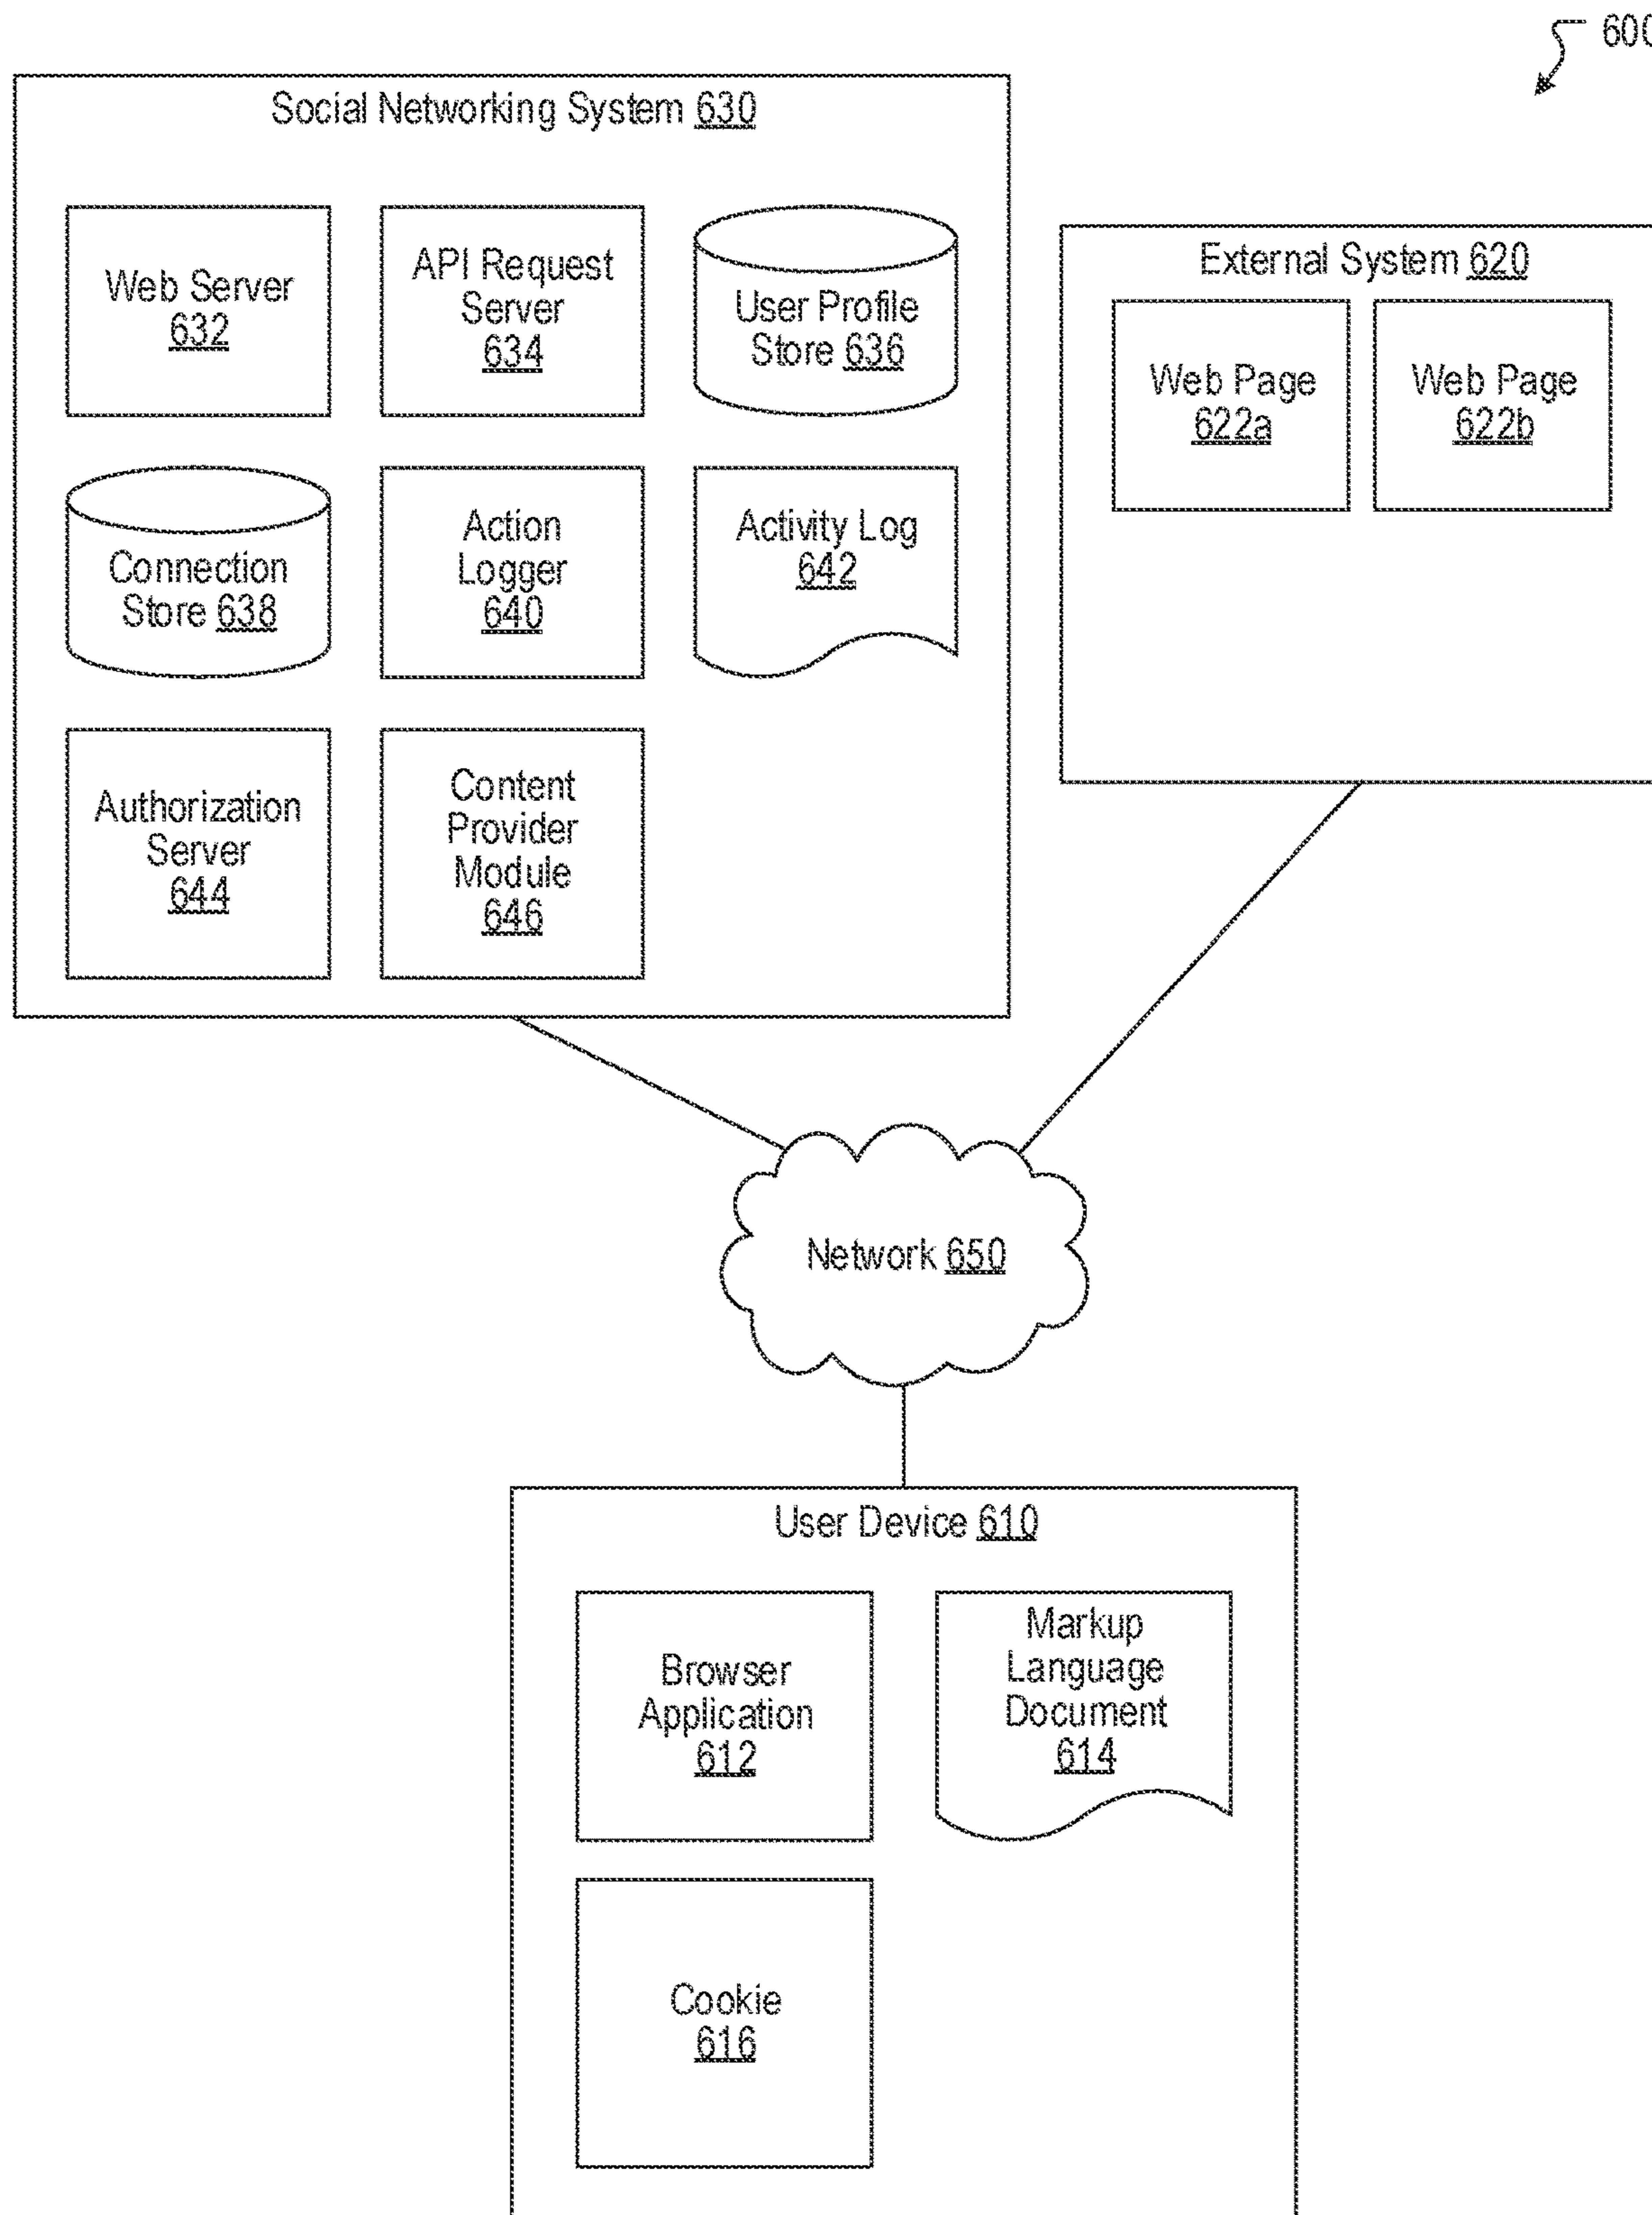 600
Social Networking System 630
Web Server
632
API Request
Server
634
User Profile
Store 636
External System 620
Web Page
622a
Web Page
622b
Connection
Store 638
Action
Logger
640
Activity Log
642
Authorization
Server
644
Content
Provider
Module
646
Network 650
User Device 610
Browser
Application
612
Markup
Language
Document
614
Cookie
616